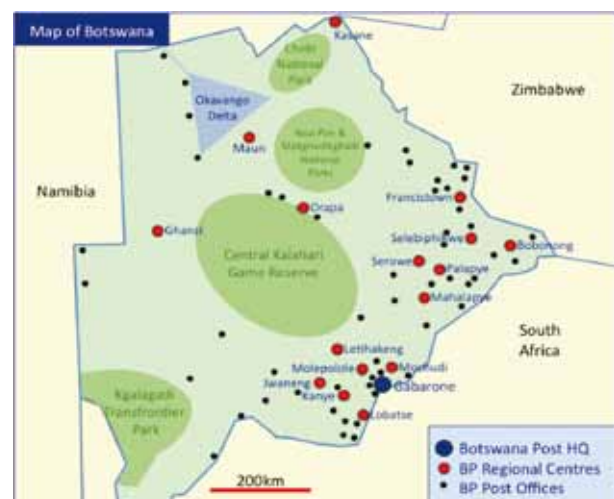 Map of Botswana
Kasane
Chobe
National
Park
Zimbabwe
Okavango
Delta
Nxai Pan &
Makgadikgadi
National
Parks
Maun
Namibia
Francistown
Orapa
Ghanzi
Selebiphikwe
Bobonong
Central Kalahari
Game Reserve
Serowe
Palapye
Mahalapye
South
Africa
Letlhakeng
Molepolole
Mochudi
Jwaneng
Gabarone
Kanye
Kgalagadi
Transfrontier
Park
Lobatse
Botswana Post HQ
BP Regional Centres
BP Post Offices
200km